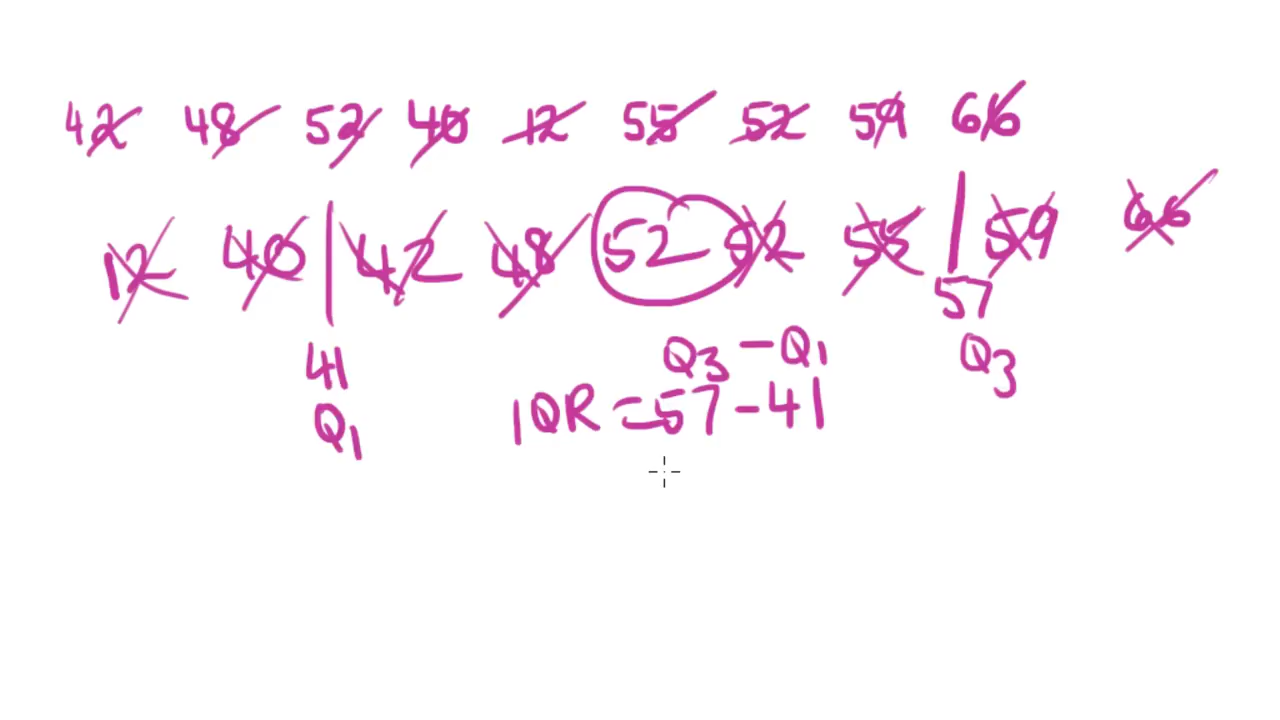 42 48 52 40 12 55 52 59 66
12 40 42 48 52 52 55 59 66
57
41 Q3 - Q1 Q3
Q1 IQR = 57 - 41